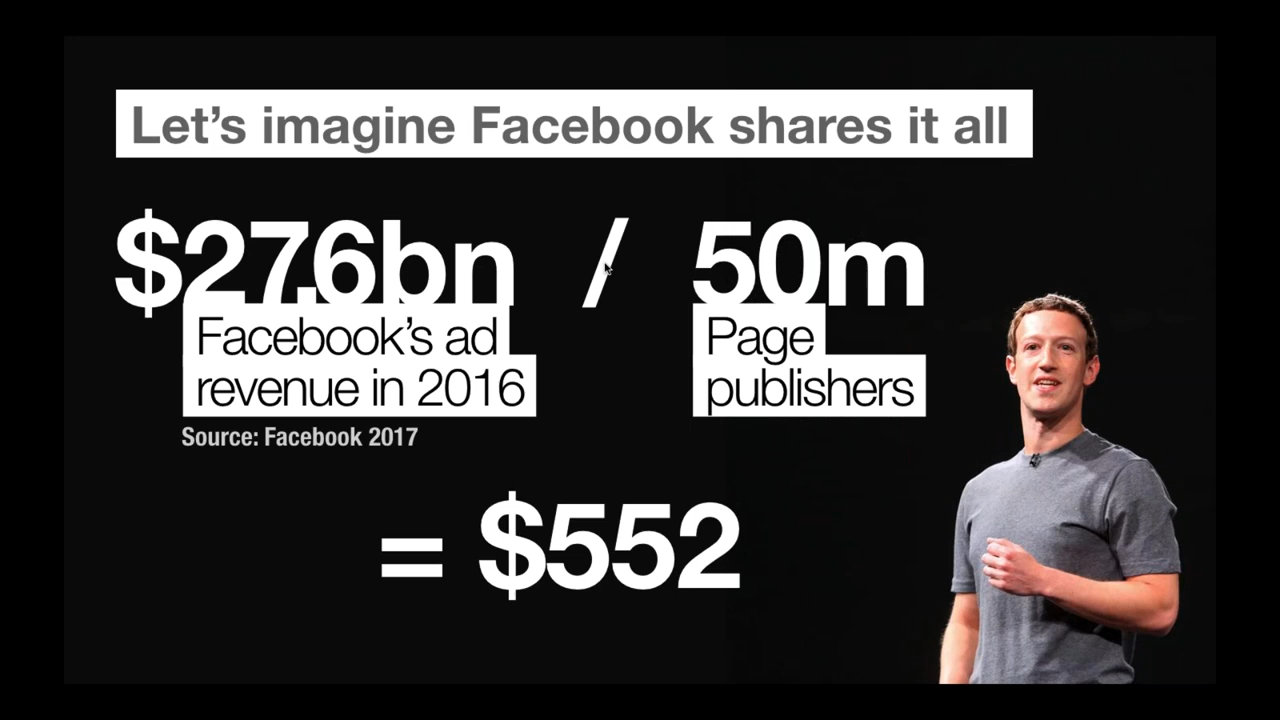 Let's imagine Facebook shares it all
$27.6bn / 50m
Facebook's ad
revenue in 2016
Page
publishers
Source: Facebook 2017
= $552